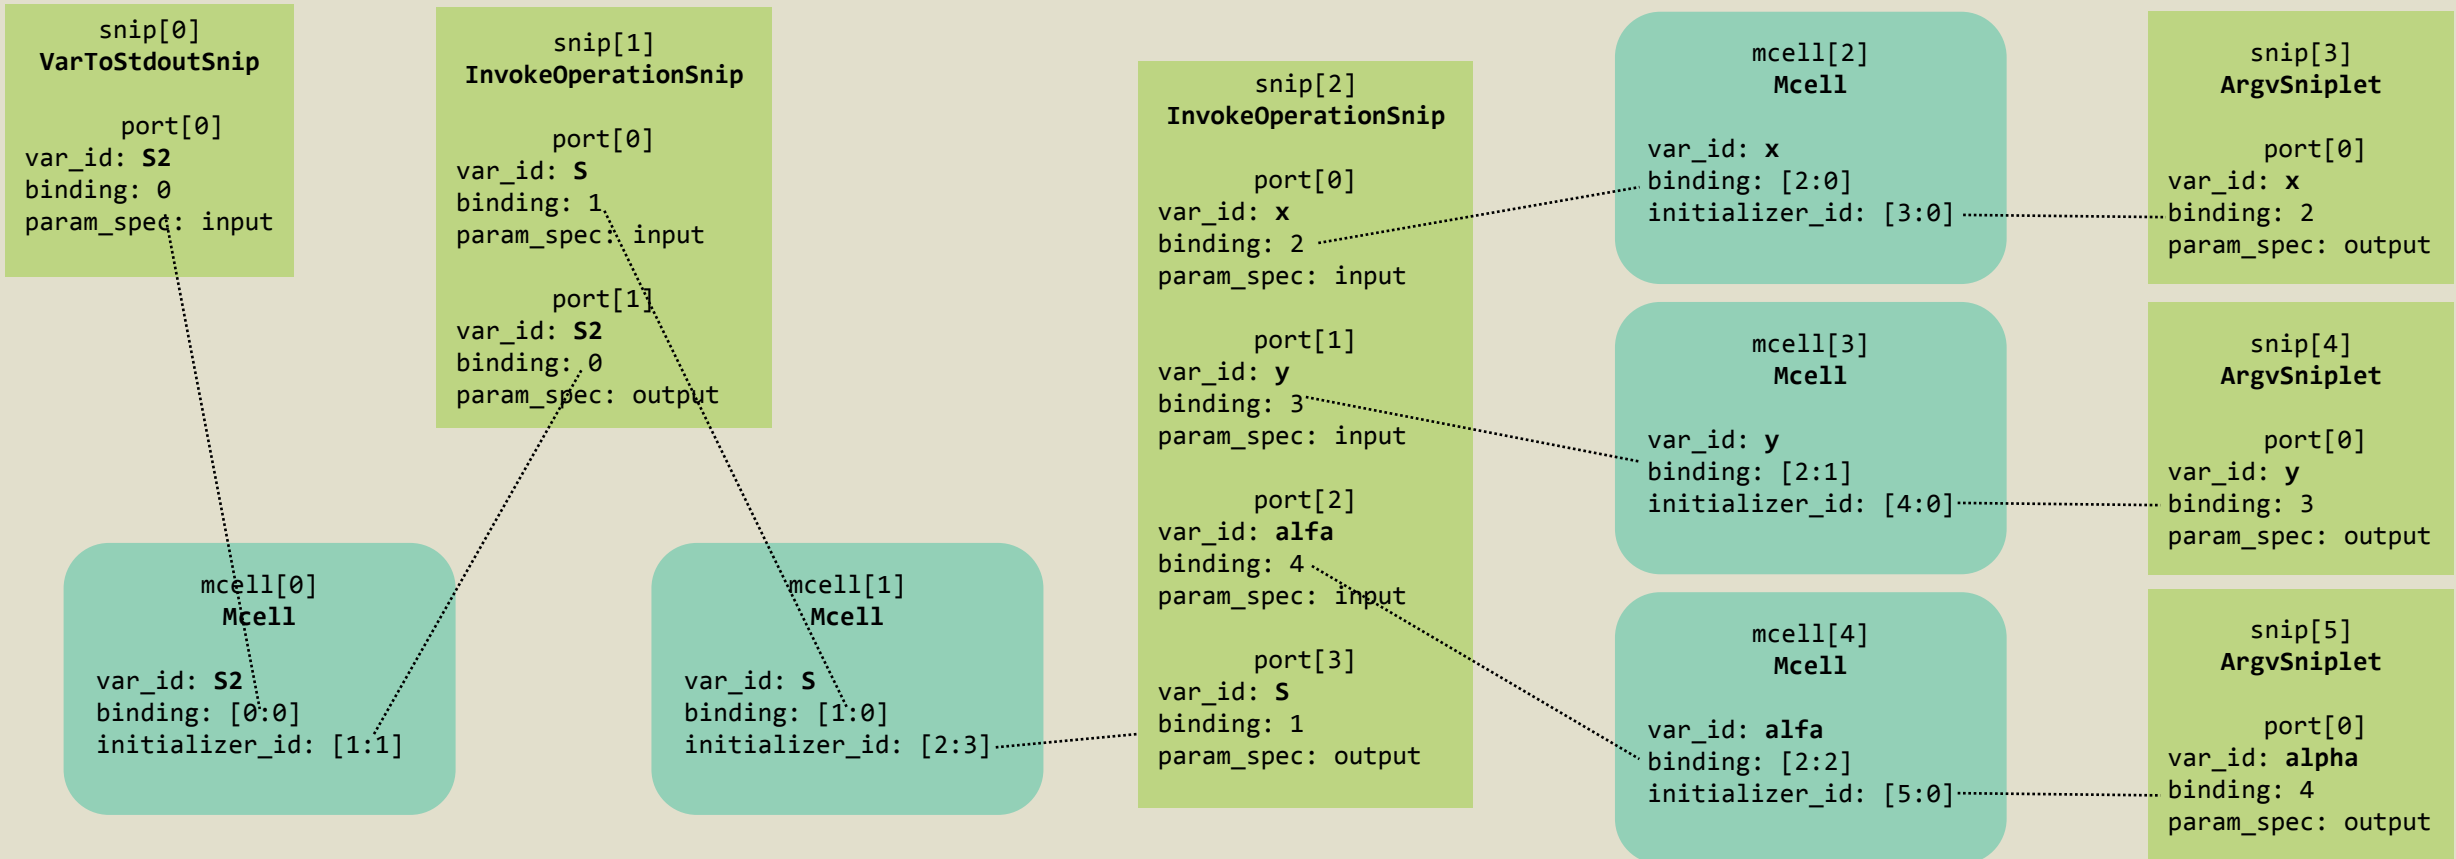 snip[0]
VarToStdoutSnip
port[0]
var_id: S2
binding: 0
param_spec: input
snip[1]
InvokeOperationSnip
port[0]
var_id: S
binding: 1
param_spec: input
port[1]
var_id: S2
binding: 0
param_spec: output
mcell[0]
Mcell
var_id: S2
binding: [0:0]
initializer_id: [1:1]
mcell[1]
Mcell
var_id: S
binding: [1:0]
initializer_id: [2:3]
snip[2]
InvokeOperationSnip
port[0]
var_id: x
binding: 2
param_spec: input
port[1]
var_id: y
binding: 3
param_spec: input
port[2]
var_id: alfa
binding: 4
param_spec: input
port[3]
var_id: S
binding: 1
param_spec: output
mcell[2]
Mcell
var_id: x
binding: [2:0]
initializer_id: [3:0]
mcell[3]
Mcell
var_id: y
binding: [2:1]
initializer_id: [4:0]
mcell[4]
Mcell
var_id: alfa
binding: [2:2]
initializer_id: [5:0]
snip[3]
ArgvSniplet
port[0]
var_id: x
binding: 2
param_spec: output
snip[4]
ArgvSniplet
port[0]
var_id: y
binding: 3
param_spec: output
snip[5]
ArgvSniplet
port[0]
var_id: alpha
binding: 4
param_spec: output